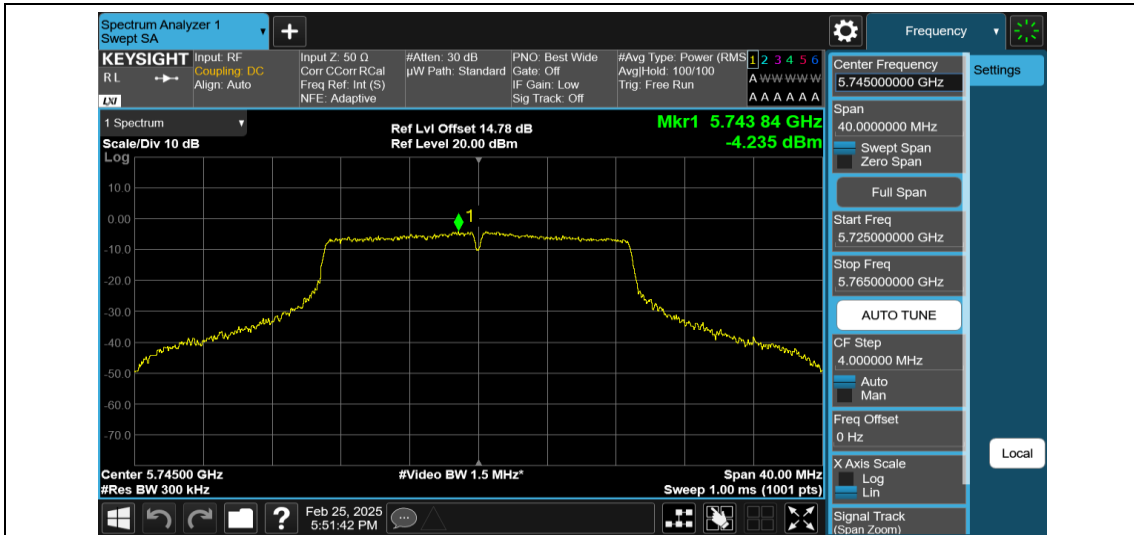 Spectrum Analyzer 1
Swept SA
Frequency
KEYSIGHT
R L
LXI
Input: RF
Coupling: DC
Align: Auto
Input Z: 50 Ω
Corr CCorr RCal
Freq Ref: Int (S)
NFE: Adaptive
#Atten: 30 dB
µW Path: Standard
PNO: Best Wide
Gate: Off
IF Gain: Low
Sig Track: Off
#Avg Type: Power (RMS
Avg|Hold: 100/100
Trig: Free Run
1 2 3 4 5 6
A W W W W W
A A A A A A
Center Frequency
5.745000000 GHz
Settings
Span
40.0000000 MHz
Swept Span
Zero Span
Full Span
Start Freq
5.725000000 GHz
Stop Freq
5.765000000 GHz
AUTO TUNE
CF Step
4.000000 MHz
Auto
Man
Freq Offset
0 Hz
X Axis Scale
Log
Lin
Signal Track
(Span Zoom)
Local
1 Spectrum
Scale/Div 10 dB
Ref Lvl Offset 14.78 dB
Ref Level 20.00 dBm
Mkr1 5.743 84 GHz
-4.235 dBm
Log
10.0
0.00
-10.0
-20.0
-30.0
-40.0
-50.0
-60.0
-70.0
1
Center 5.74500 GHz
#Res BW 300 kHz
#Video BW 1.5 MHz*
Span 40.00 MHz
Sweep 1.00 ms (1001 pts)
?
Feb 25, 2025
5:51:42 PM